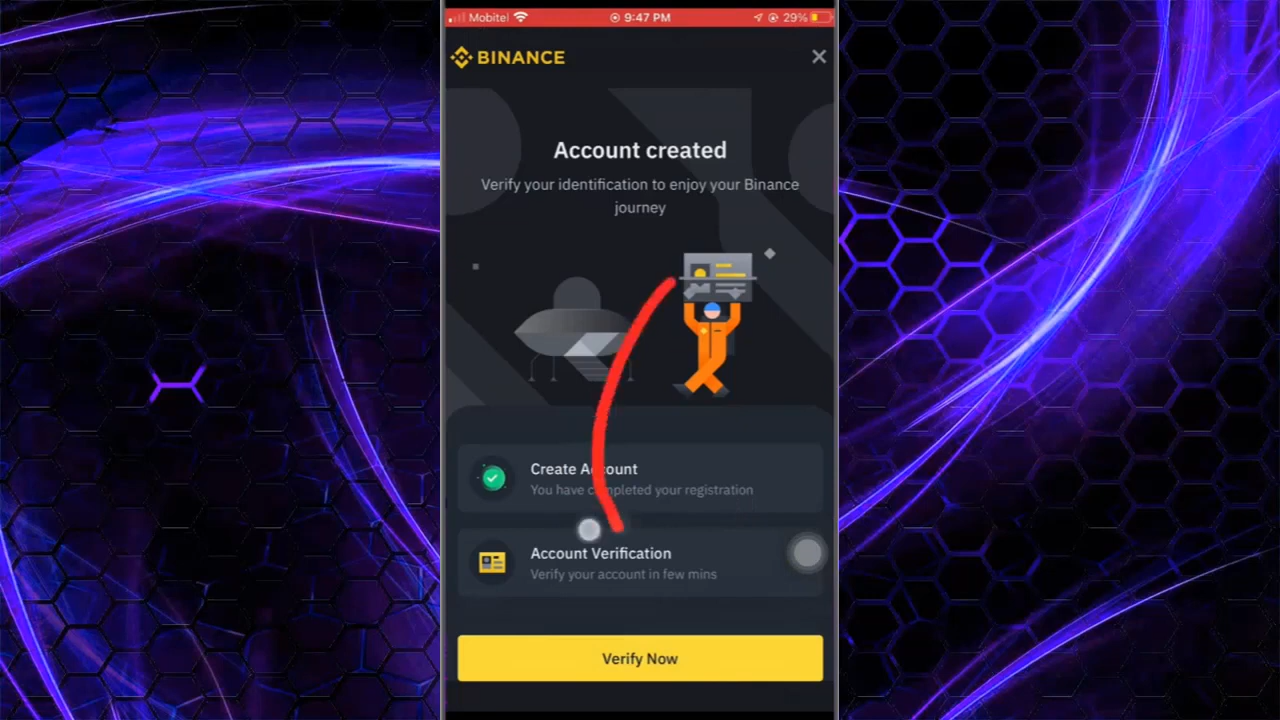 Mobitel 9:47 PM 29%
BINANCE
Account created
Verify your identification to enjoy your Binance
journey
Create Account
You have completed your registration
Account Verification
Verify your account in few mins
Verify Now